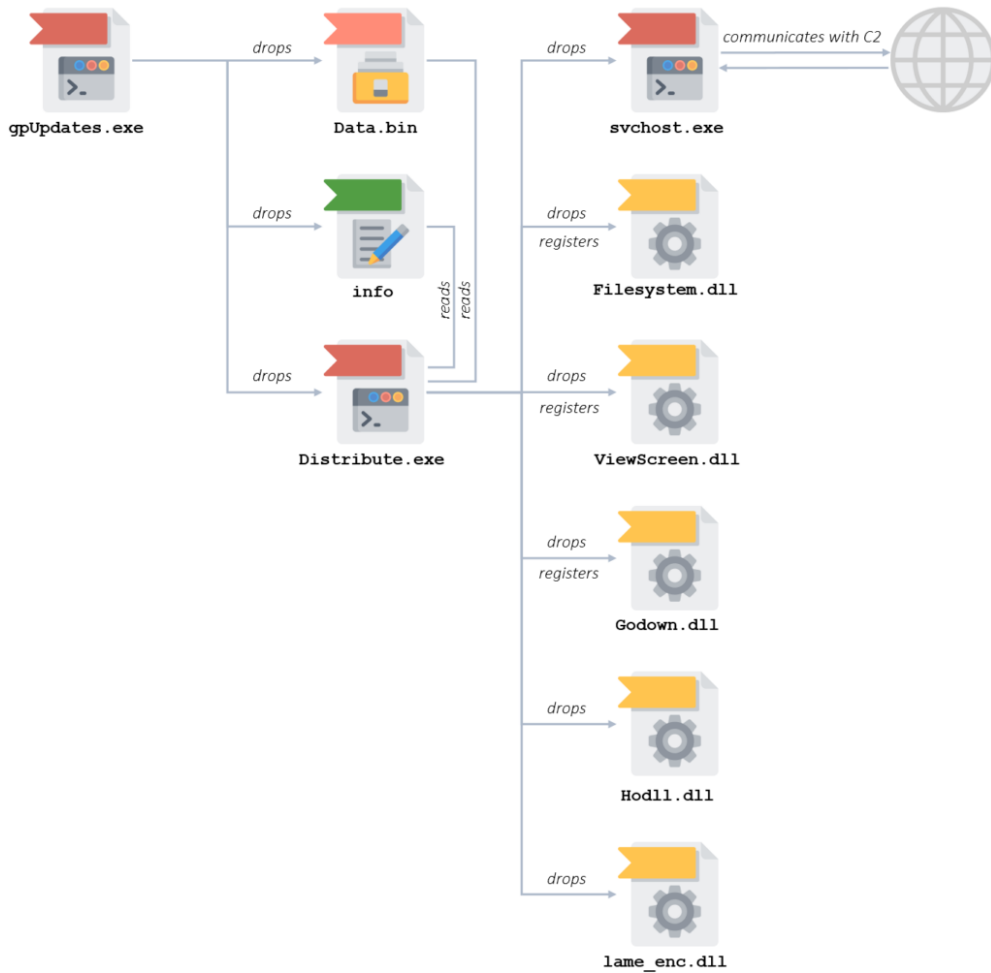 drops
drops
communicates with C2
gpUpdates.exe
Data.bin
svchost.exe
drops
drops
registers
info
reads
reads
Filesystem.dll
drops
drops
registers
Distribute.exe
ViewScreen.dll
drops
registers
Godown.dll
drops
Hodll.dll
drops
lame_enc.dll